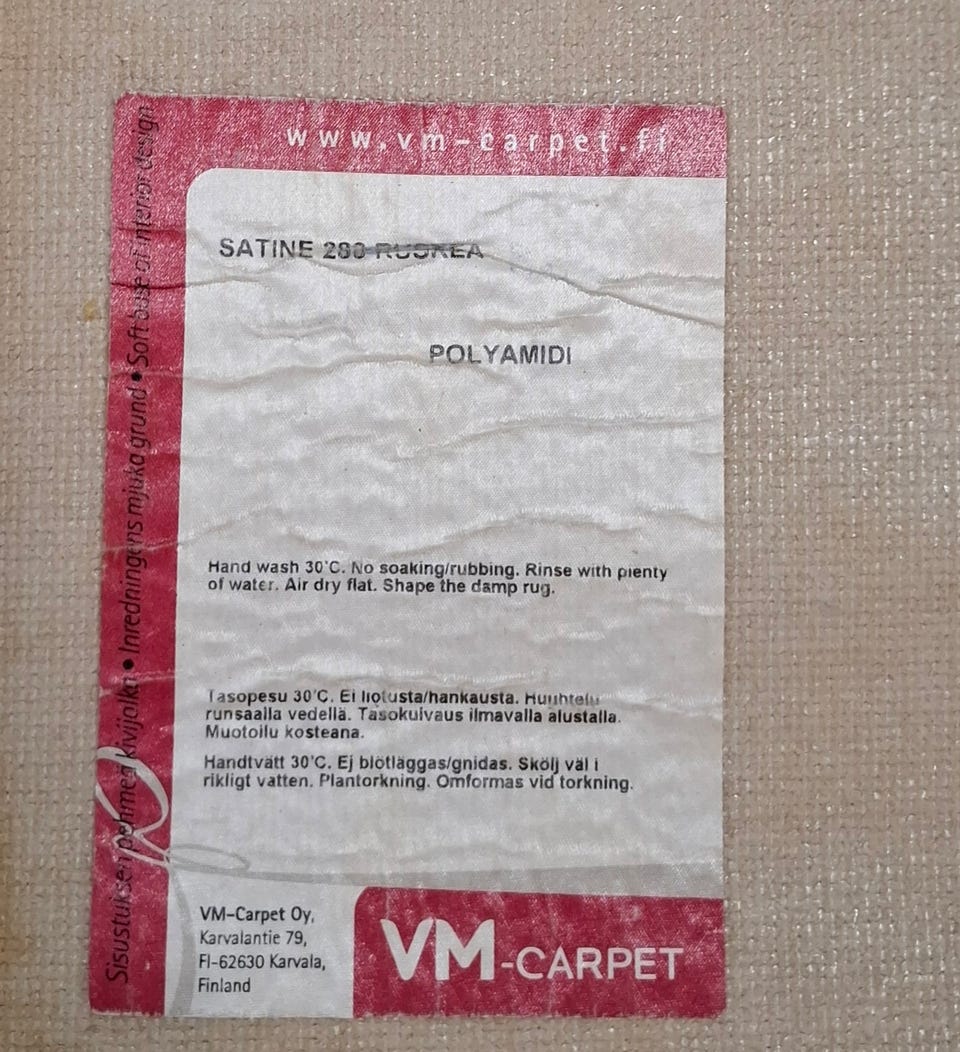 www.vm-carpet.fi
SATINE 280 RUSKEA
POLYAMIDI
Hand wash 30°C. No soaking/rubbing. Rinse with plenty
of water. Air dry flat. Shape the damp rug.
Tasopesu 30°C. Ei liotusta/hankausta. Huuhtelu
runsaalla vedellä. Tasokuivaus ilmavalla alustalla.
Muotoilu kosteana.
Handtvätt 30°C. Ej blötläggas/gnidas. Skölj väl i
rikligt vatten. Plantorkning. Omformas vid torkning.
Sisustuksen pehmeä kivijalka • Inredningens mjuka grund • Soft base of interior design
VM-Carpet Oy,
Karvalantie 79,
FI-62630 Karvala,
Finland
VM-CARPET